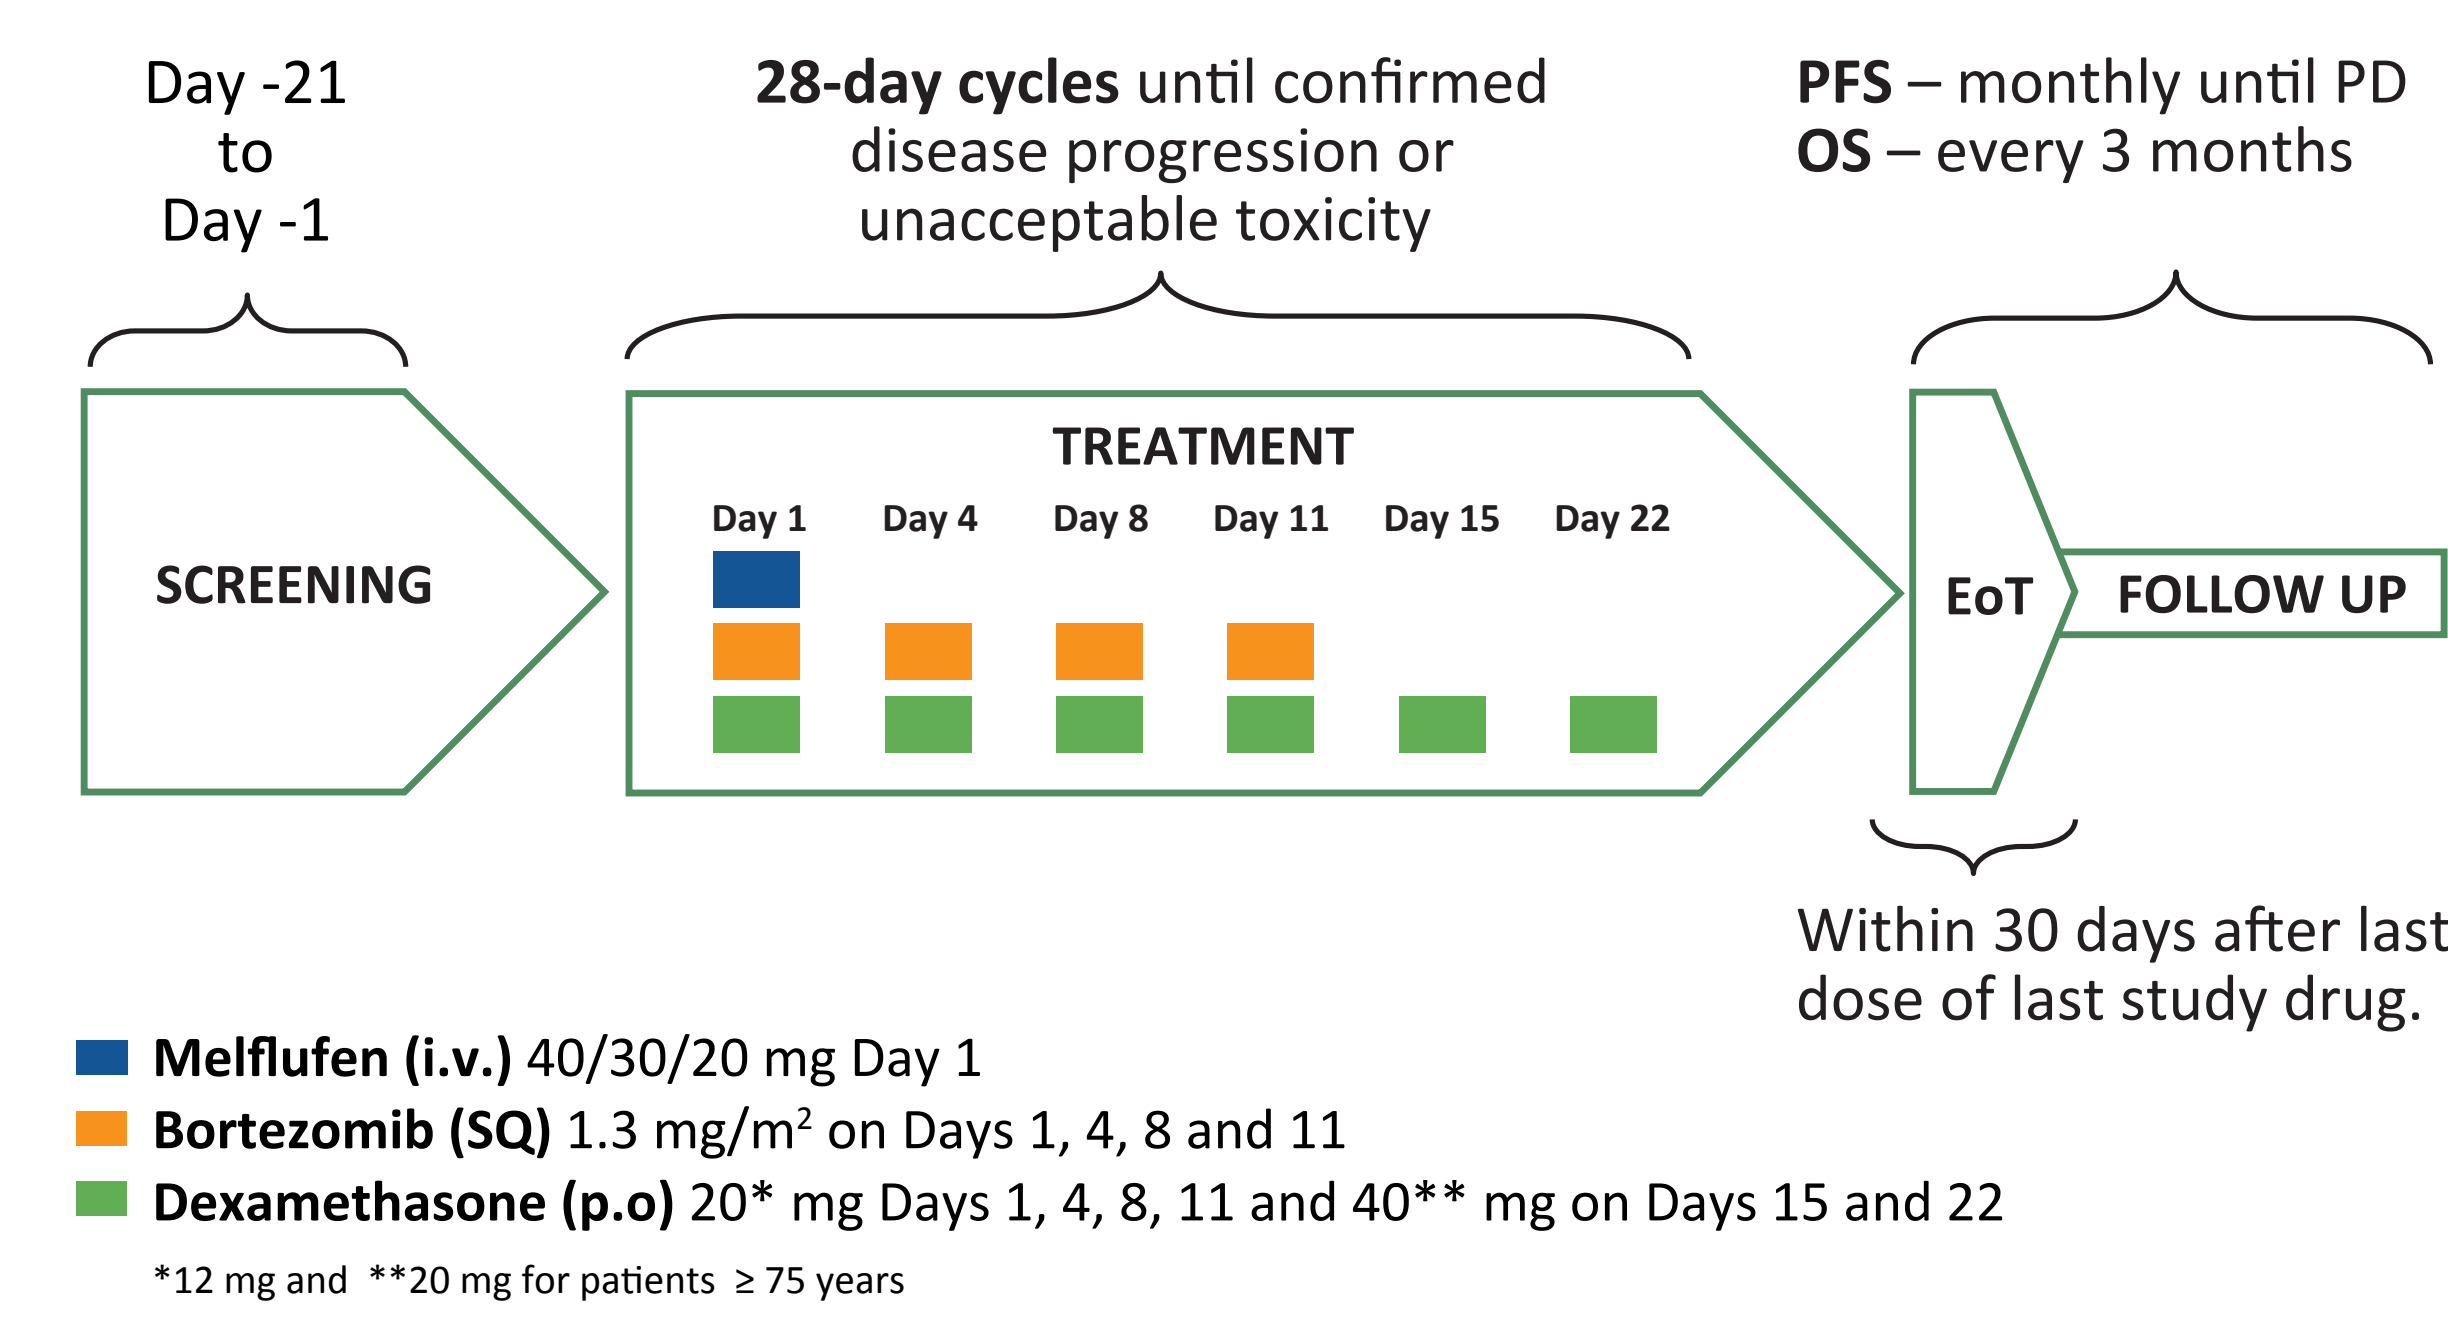 Day -21
to
Day -1
28-day cycles until confirmed
disease progression or
unacceptable toxicity
PFS – monthly until PD
OS – every 3 months
SCREENING
TREATMENT
Day 1 Day 4 Day 8 Day 11 Day 15 Day 22
EoT
FOLLOW UP
Within 30 days after last
dose of last study drug.
Melflufen (i.v.) 40/30/20 mg Day 1
Bortezomib (SQ) 1.3 mg/m² on Days 1, 4, 8 and 11
Dexamethasone (p.o) 20* mg Days 1, 4, 8, 11 and 40** mg on Days 15 and 22
*12 mg and **20 mg for patients ≥ 75 years